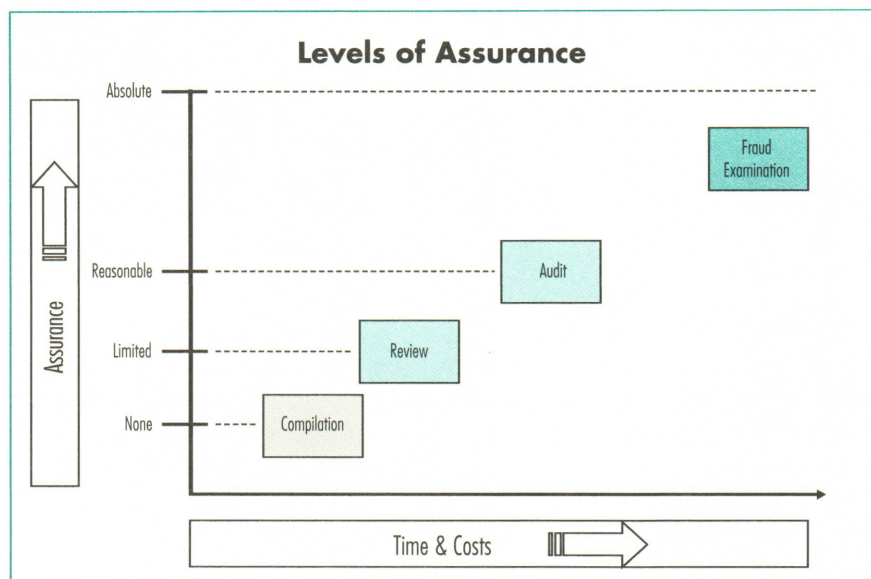 Levels of Assurance
Absolute
Fraud
Examination
Reasonable
Audit
Limited
Review
None
Compilation
Assurance
Time & Costs